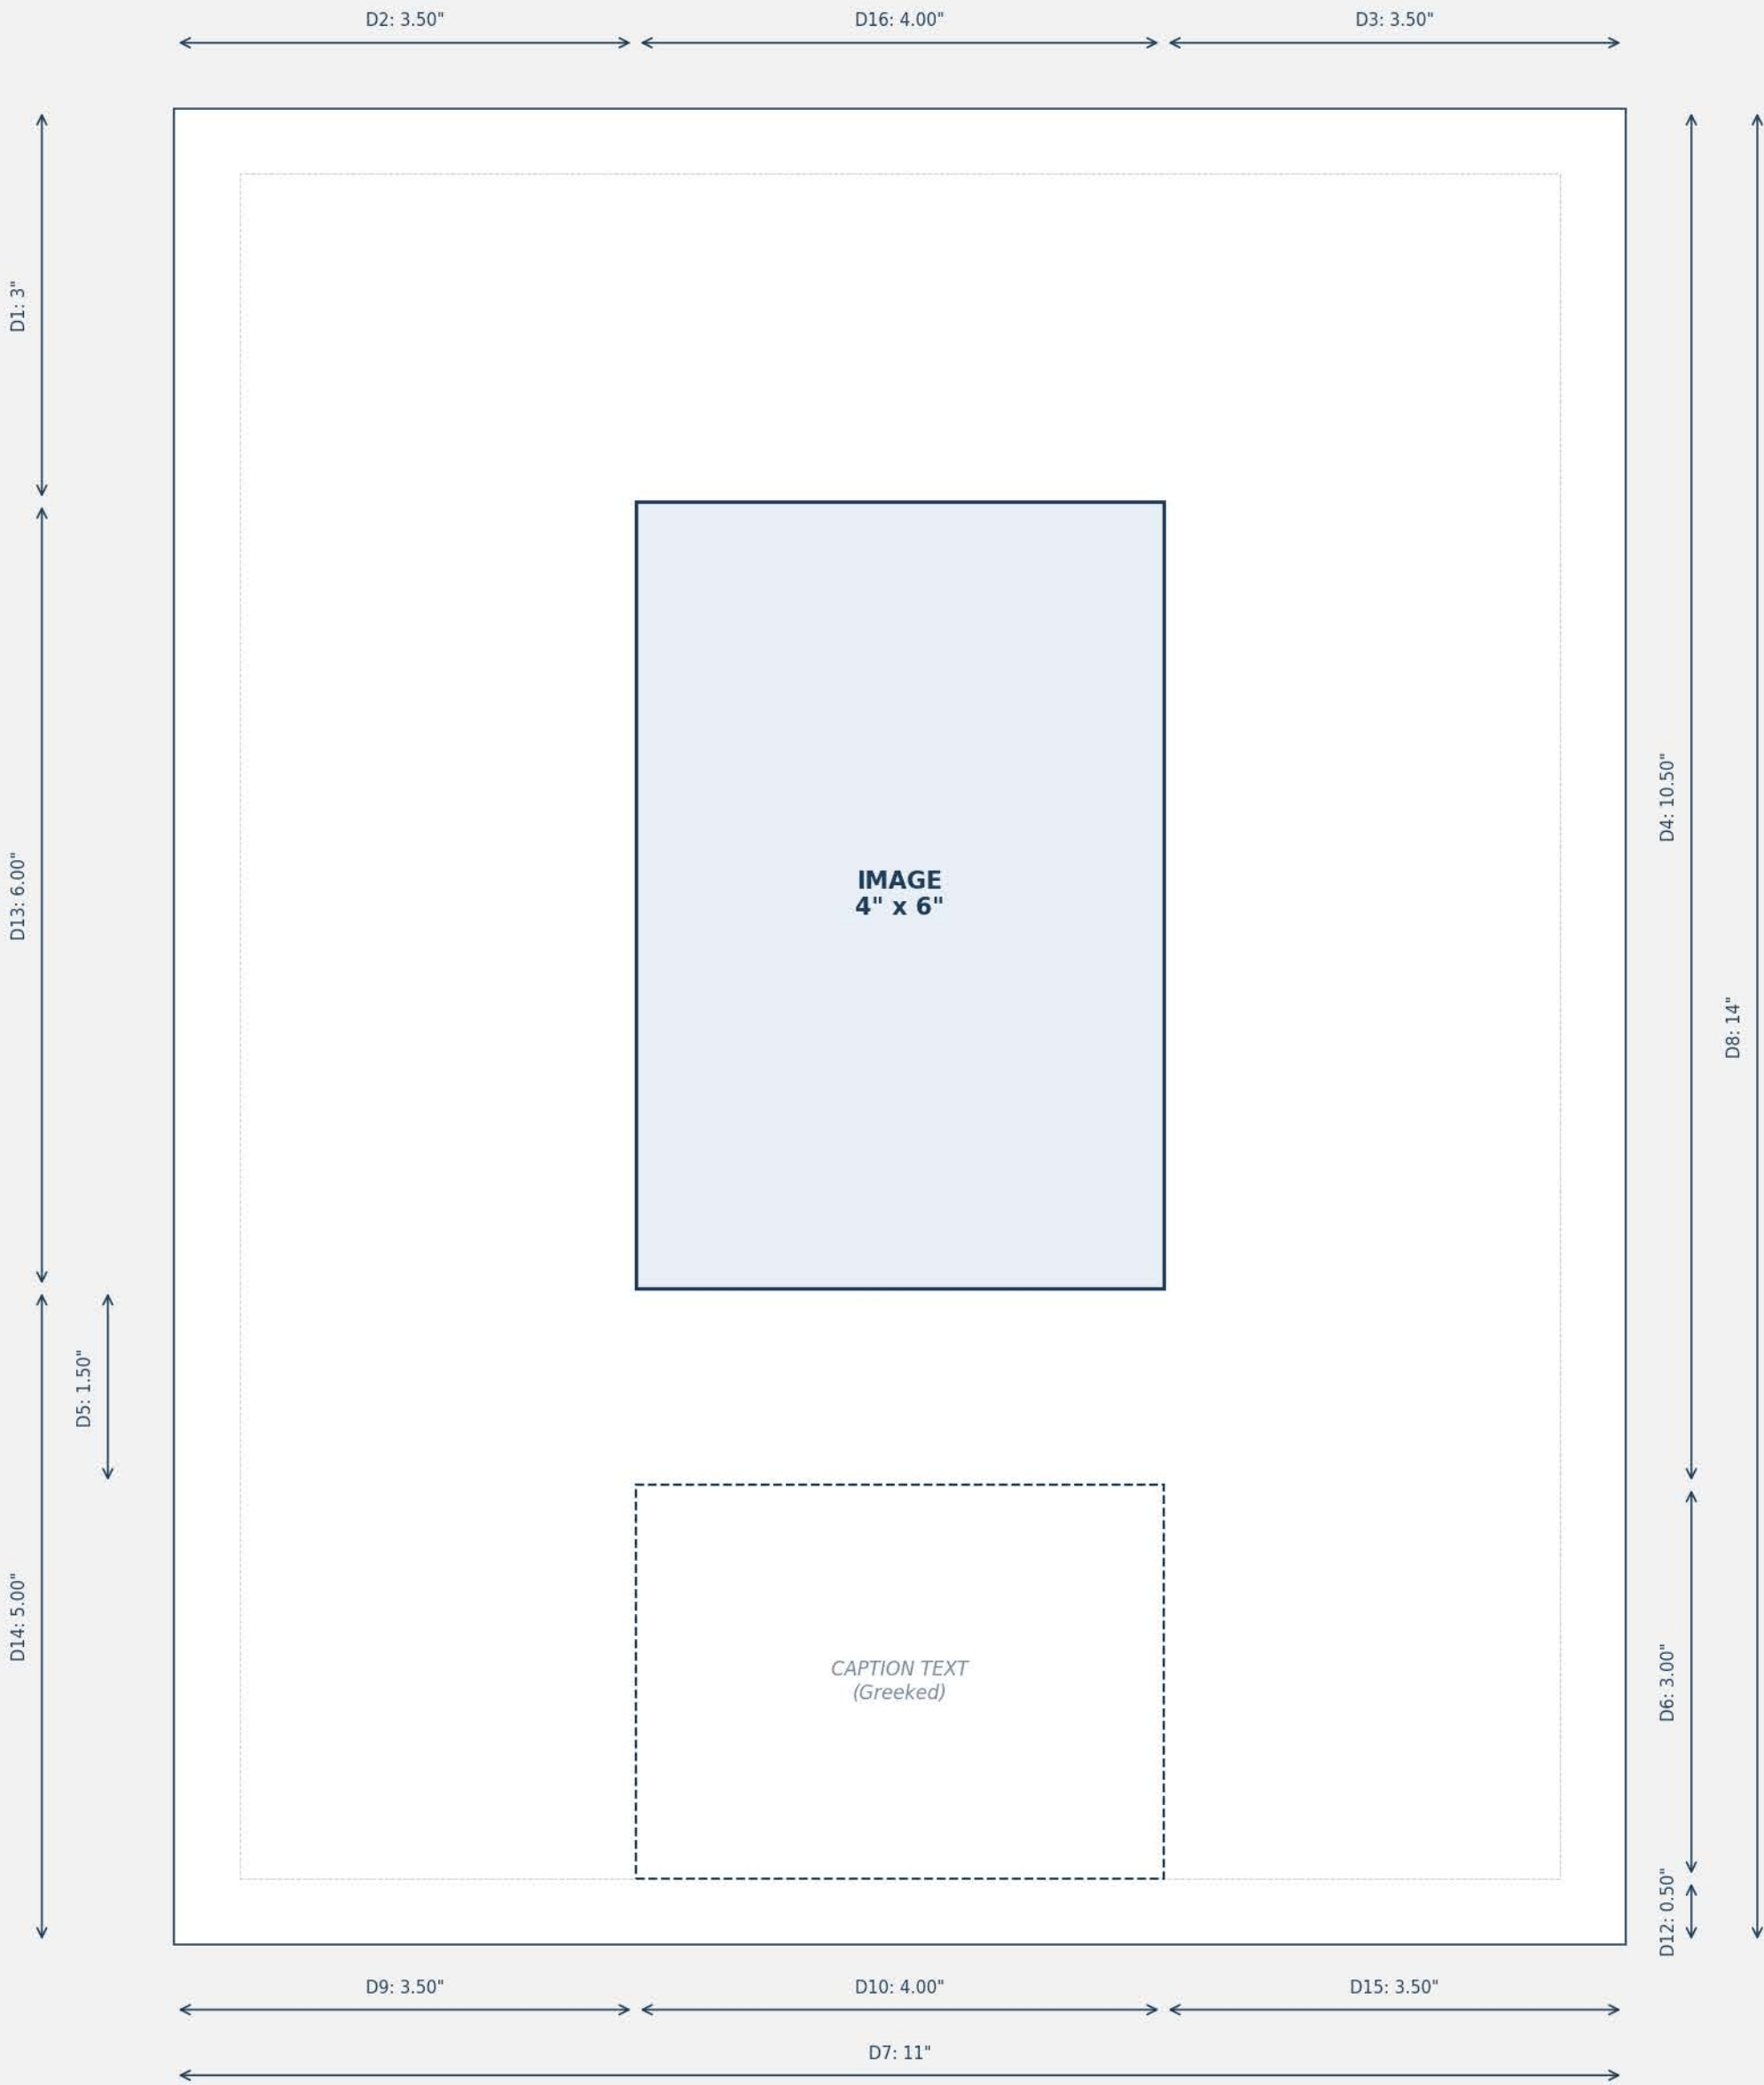 D2: 3.50"
D16: 4.00"
D3: 3.50"
D1: 3"
D13: 6.00"
IMAGE
4" x 6"
D4: 10.50"
D8: 14"
D5: 1.50"
D14: 5.00"
CAPTION TEXT
(Greeked)
D6: 3.00"
D12: 0.50"
D9: 3.50"
D10: 4.00"
D15: 3.50"
D7: 11"